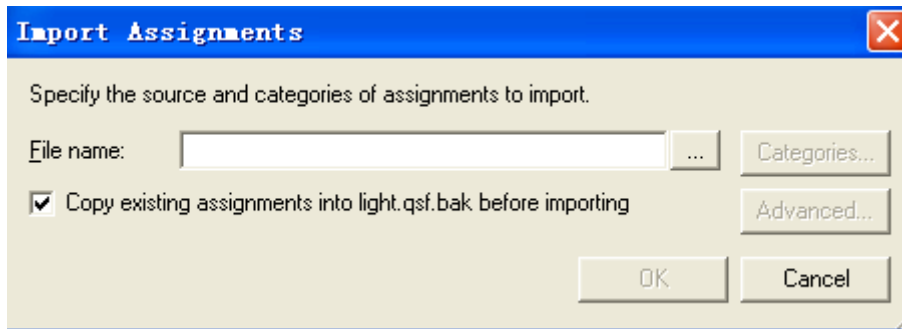 Import Assignments
Specify the source and categories of assignments to import.
File name: ... Categories...
Copy existing assignments into light.qsf.bak before importing Advanced...
OK Cancel